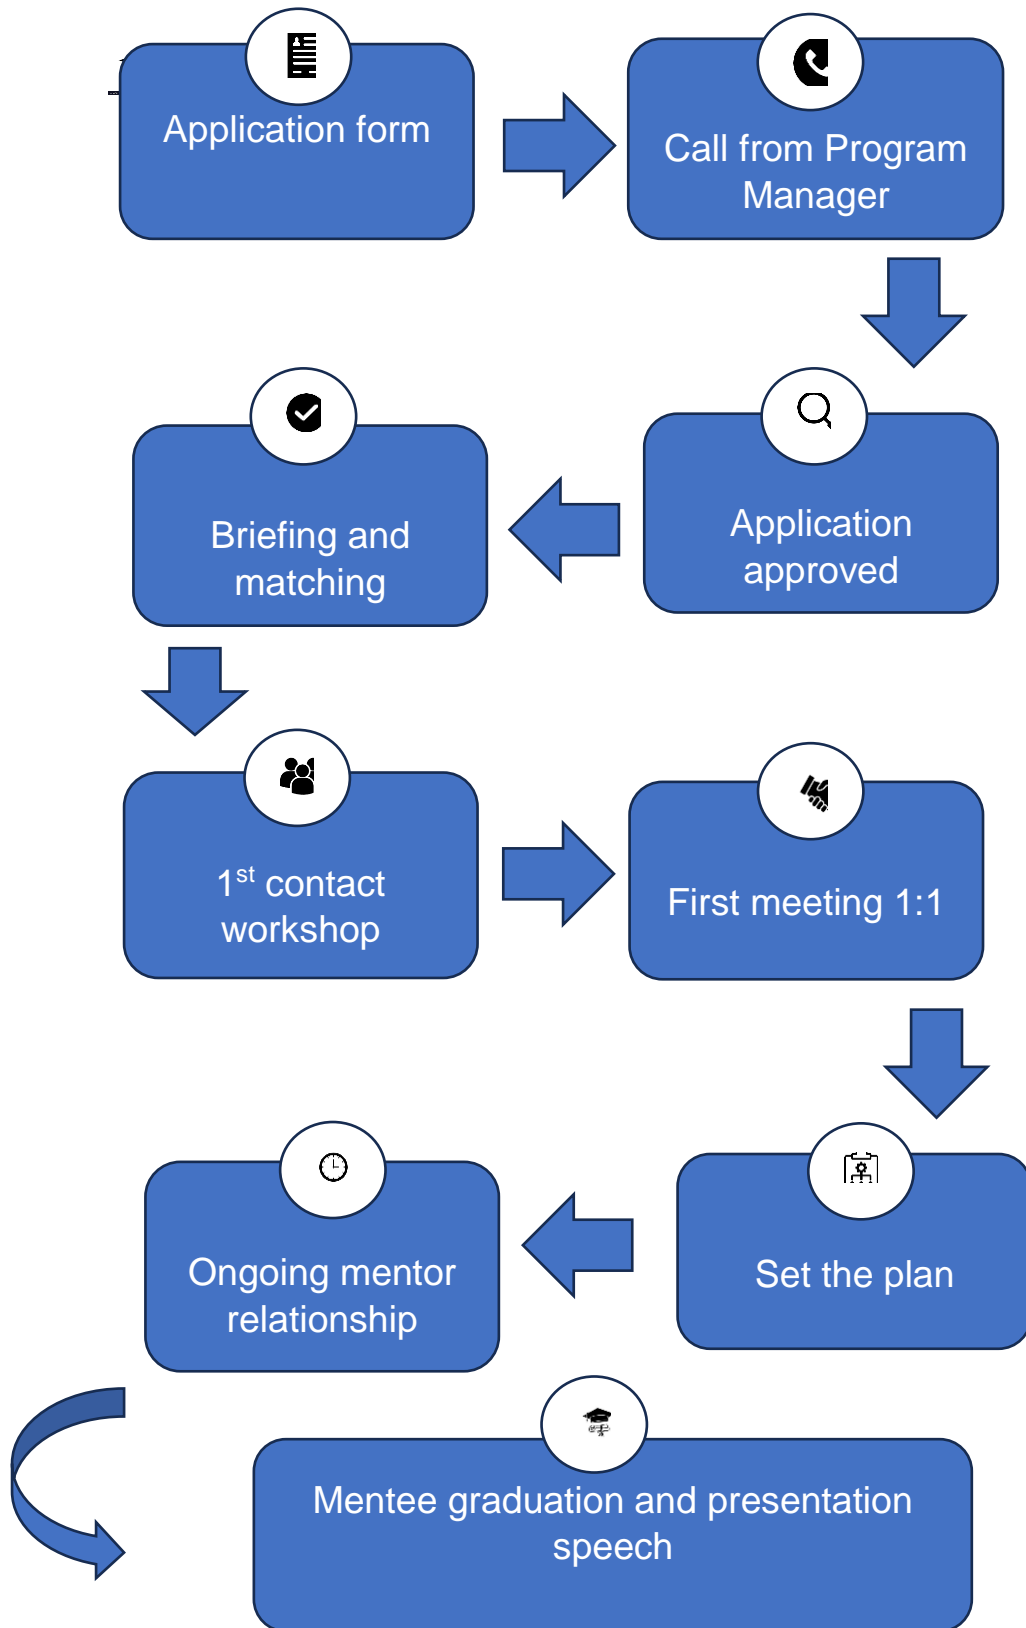 Application form
Call from Program
Manager
Application
approved
Briefing and
matching
1st contact
workshop
First meeting 1:1
Set the plan
Ongoing mentor
relationship
Mentee graduation and presentation
speech